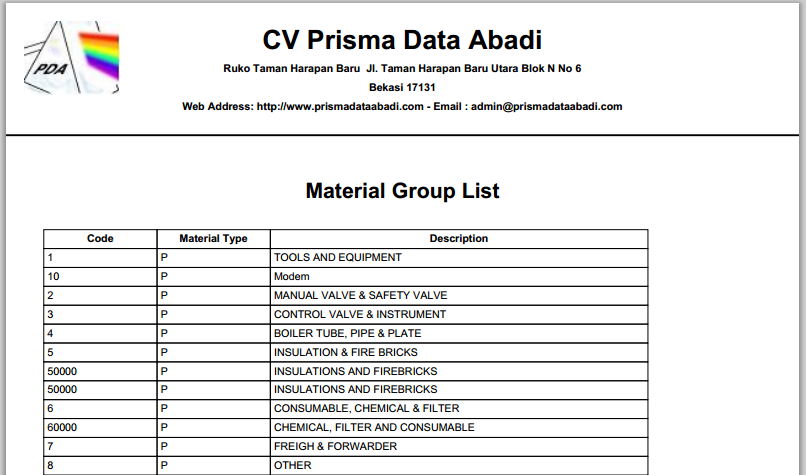 PDA
CV Prisma Data Abadi
Ruko Taman Harapan Baru  Jl. Taman Harapan Baru Utara Blok N No 6
Bekasi 17131
Web Address: http://www.prismadataabadi.com - Email : admin@prismadataabadi.com
Material Group List
Code Material Type Description
1 P TOOLS AND EQUIPMENT
10 P Modem
2 P MANUAL VALVE & SAFETY VALVE
3 P CONTROL VALVE & INSTRUMENT
4 P BOILER TUBE, PIPE & PLATE
5 P INSULATION & FIRE BRICKS
50000 P INSULATIONS AND FIREBRICKS
50000 P INSULATIONS AND FIREBRICKS
6 P CONSUMABLE, CHEMICAL & FILTER
60000 P CHEMICAL, FILTER AND CONSUMABLE
7 P FREIGH & FORWARDER
8 P OTHER